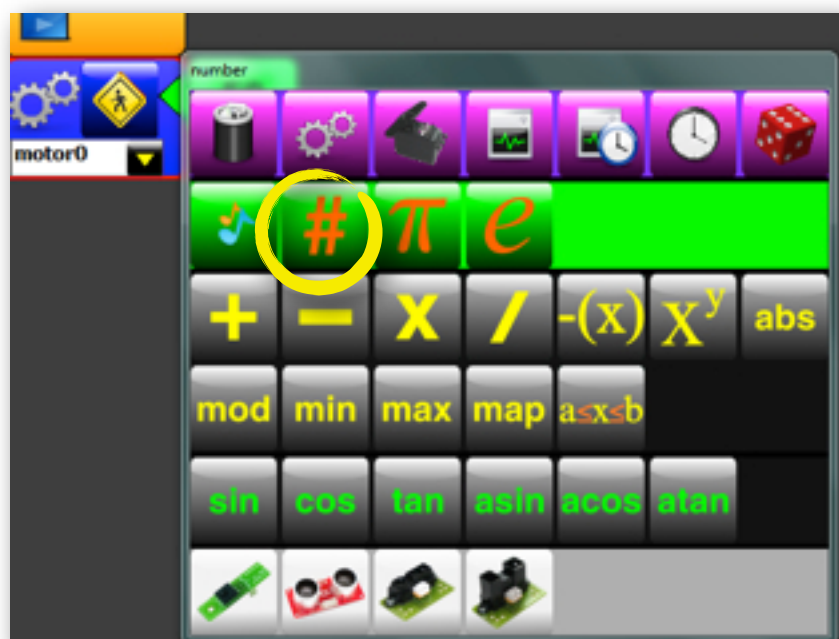 number
motor0
# π e
+ − x / -(x) Xʸ abs
mod min max map a≤x≤b
sin cos tan asin acos atan